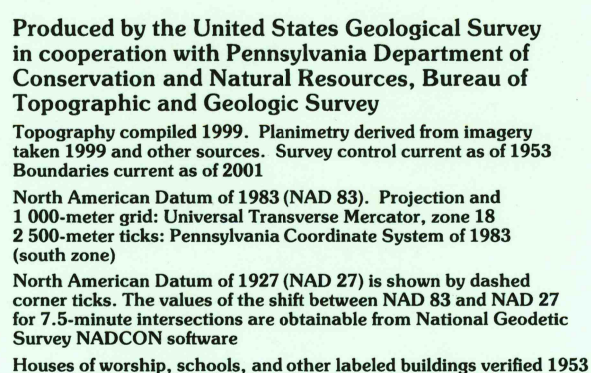 Produced by the United States Geological Survey
in cooperation with Pennsylvania Department of
Conservation and Natural Resources, Bureau of
Topographic and Geologic Survey
Topography compiled 1999. Planimetry derived from imagery
taken 1999 and other sources. Survey control current as of 1953
Boundaries current as of 2001
North American Datum of 1983 (NAD 83). Projection and
1 000-meter grid: Universal Transverse Mercator, zone 18
2 500-meter ticks: Pennsylvania Coordinate System of 1983
(south zone)
North American Datum of 1927 (NAD 27) is shown by dashed
corner ticks. The values of the shift between NAD 83 and NAD 27
for 7.5-minute intersections are obtainable from National Geodetic
Survey NADCON software
Houses of worship, schools, and other labeled buildings verified 1953